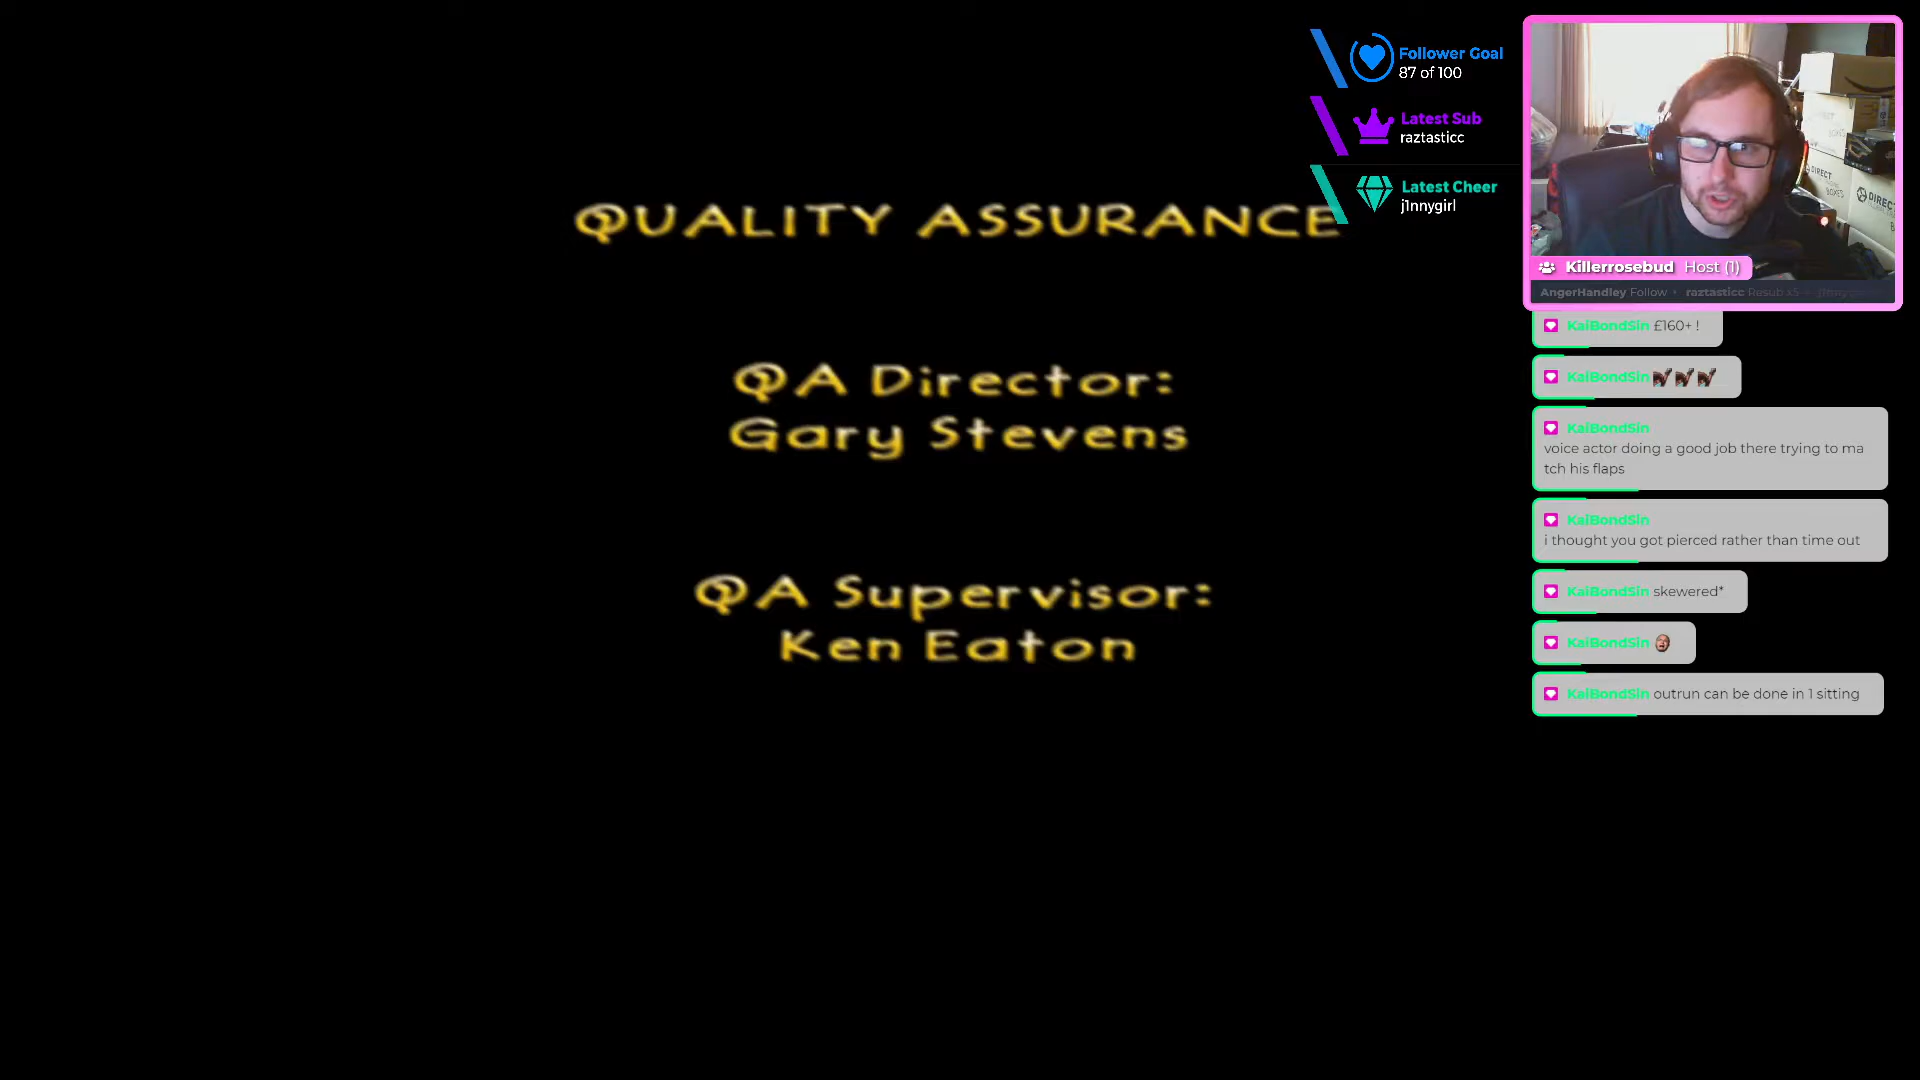 QUALITY ASSURANCE
QA Director:
Gary Stevens
QA Supervisor:
Ken Eaton
Follower Goal
87 of 100
Latest Sub
raztasticc
Latest Cheer
j1nnygirl
DIRECT
BOXES
DIRECT
Killerrosebud Host (1)
AngerHandley Follow • raztasticc Resub x5
KaiBondSin £160+ !
KaiBondSin
KaiBondSin
voice actor doing a good job there trying to ma
tch his flaps
KaiBondSin
i thought you got pierced rather than time out
KaiBondSin skewered*
KaiBondSin
KaiBondSin outrun can be done in 1 sitting